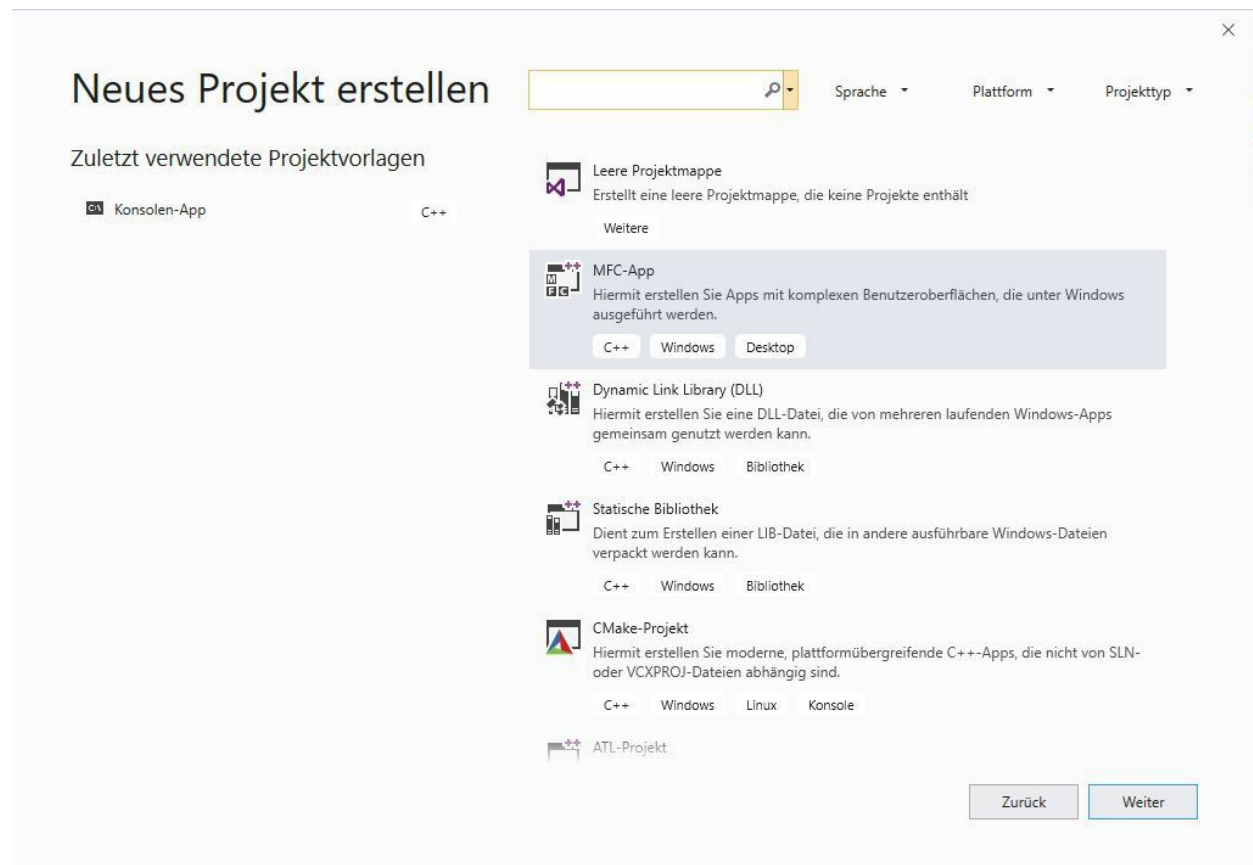 Neues Projekt erstellen
Sprache
Plattform
Projekttyp
Zuletzt verwendete Projektvorlagen
C:\ Konsolen-App
C++
Leere Projektmappe
Erstellt eine leere Projektmappe, die keine Projekte enthält
Weitere
MFC-App
Hiermit erstellen Sie Apps mit komplexen Benutzeroberflächen, die unter Windows
ausgeführt werden.
C++ Windows Desktop
Dynamic Link Library (DLL)
Hiermit erstellen Sie eine DLL-Datei, die von mehreren laufenden Windows-Apps
gemeinsam genutzt werden kann.
C++ Windows Bibliothek
Statische Bibliothek
Dient zum Erstellen einer LIB-Datei, die in andere ausführbare Windows-Dateien
verpackt werden kann.
C++ Windows Bibliothek
CMake-Projekt
Hiermit erstellen Sie moderne, plattformübergreifende C++-Apps, die nicht von SLN-
oder VCXPROJ-Dateien abhängig sind.
C++ Windows Linux Konsole
ATL-Projekt
Zurück
Weiter